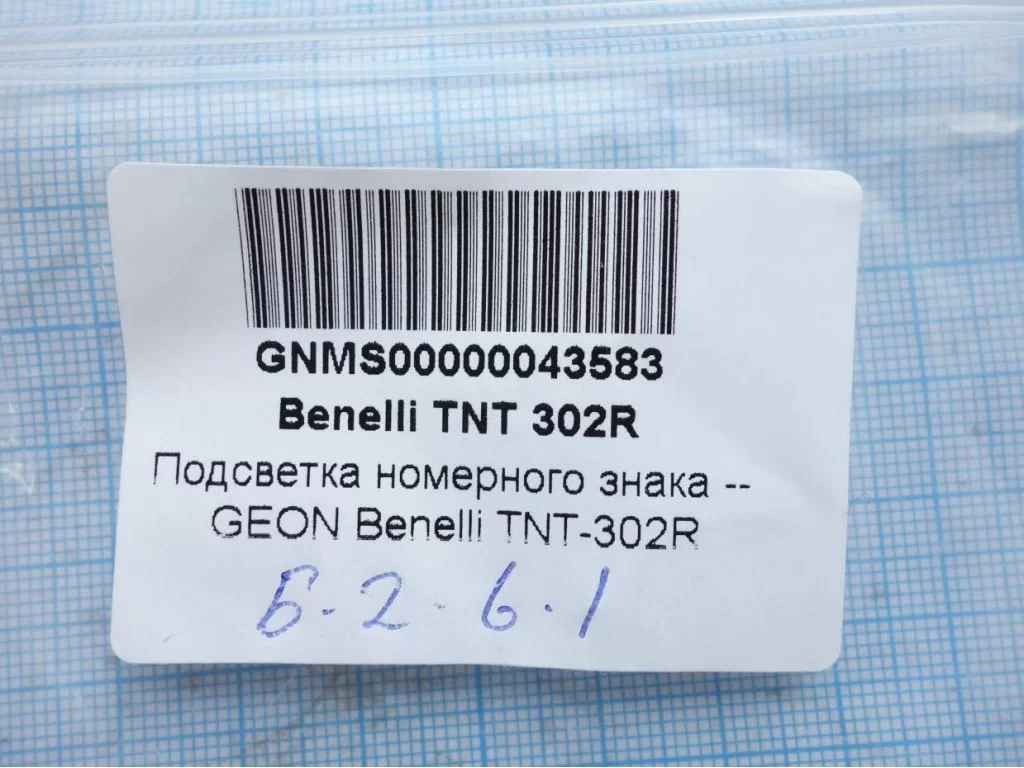 GNMS00000043583
Benelli TNT 302R
Подсветка номерного знака --
GEON Benelli TNT-302R
Б-2-6.1